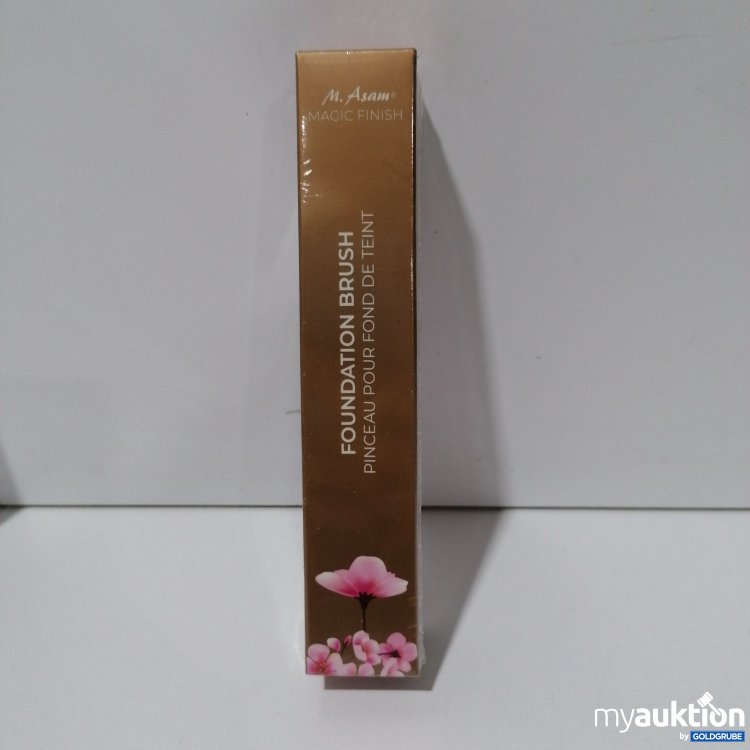 M. Asam®
MAGIC FINISH
FOUNDATION BRUSH
PINCEAU POUR FOND DE TEINT
myauktion
by GOLDGRUBE